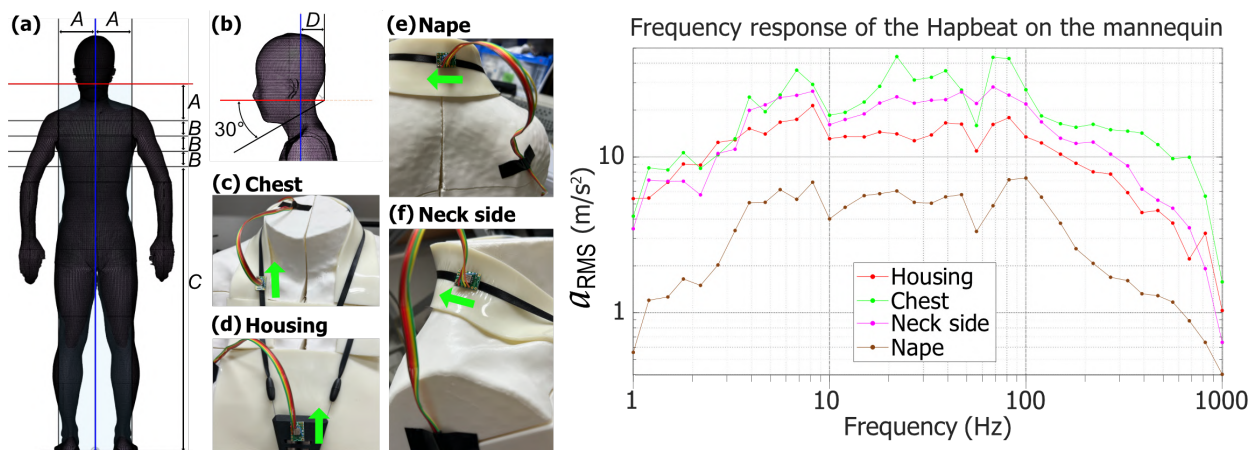 (a)
A A
A
B
B
B
C
(b)
D
30°
(c) Chest
(d) Housing
(e) Nape
(f) Neck side
Frequency response of the Hapbeat on the mannequin
10
1
aRMS (m/s²)
Housing
Chest
Neck side
Nape
1 10 100 1000
Frequency (Hz)